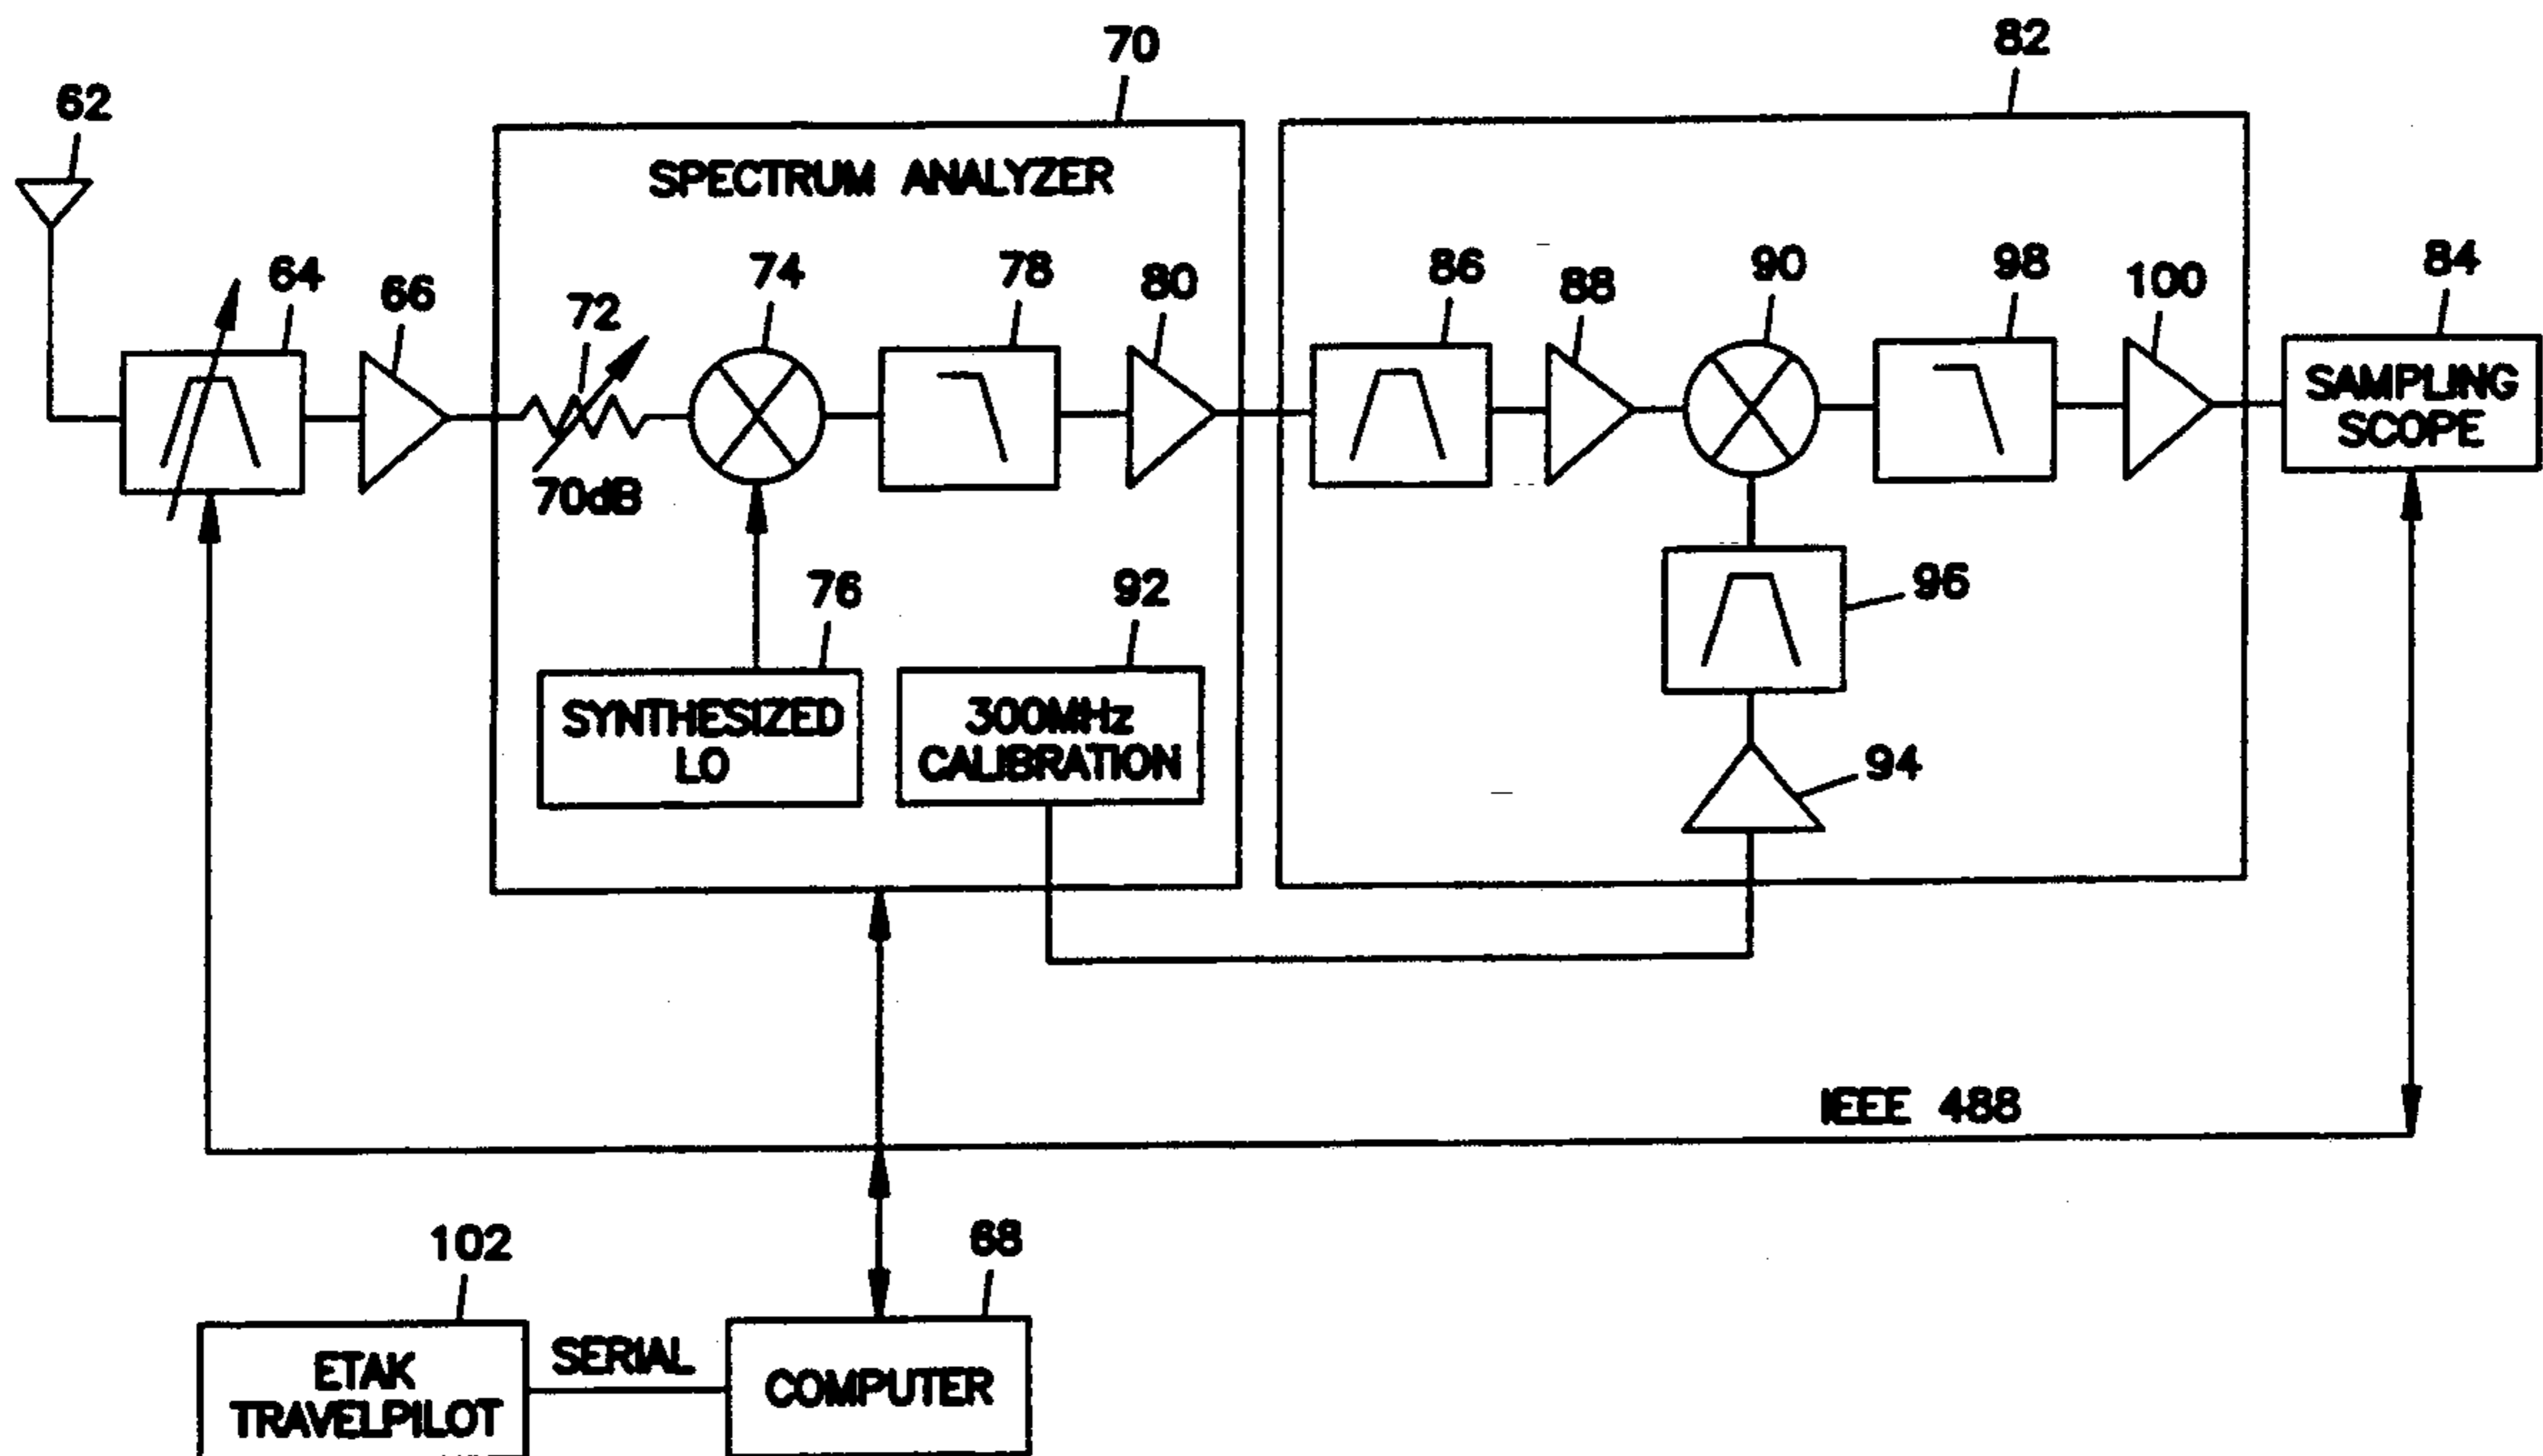 70
82
62
SPECTRUM ANALYZER
64
66
72
74
78
80
86
88
90
98
100
84
SAMPLING
SCOPE
70dB
76
92
96
SYNTHESIZED
LO
300MHz
CALIBRATION
94
IEEE 488
102
68
ETAK
TRAVELPILOT
SERIAL
COMPUTER